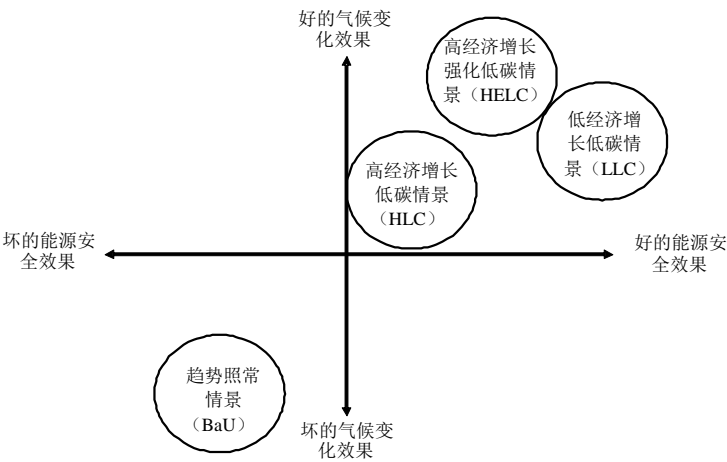 好的气候变
化效果
高经济增长
强化低碳情
景（HELC）
低经济增
长低碳情
景（LLC）
高经济增长
低碳情景
（HLC）
坏的能源安
全效果
好的能源安
全效果
趋势照常
情景
（BaU）
坏的气候变
化效果